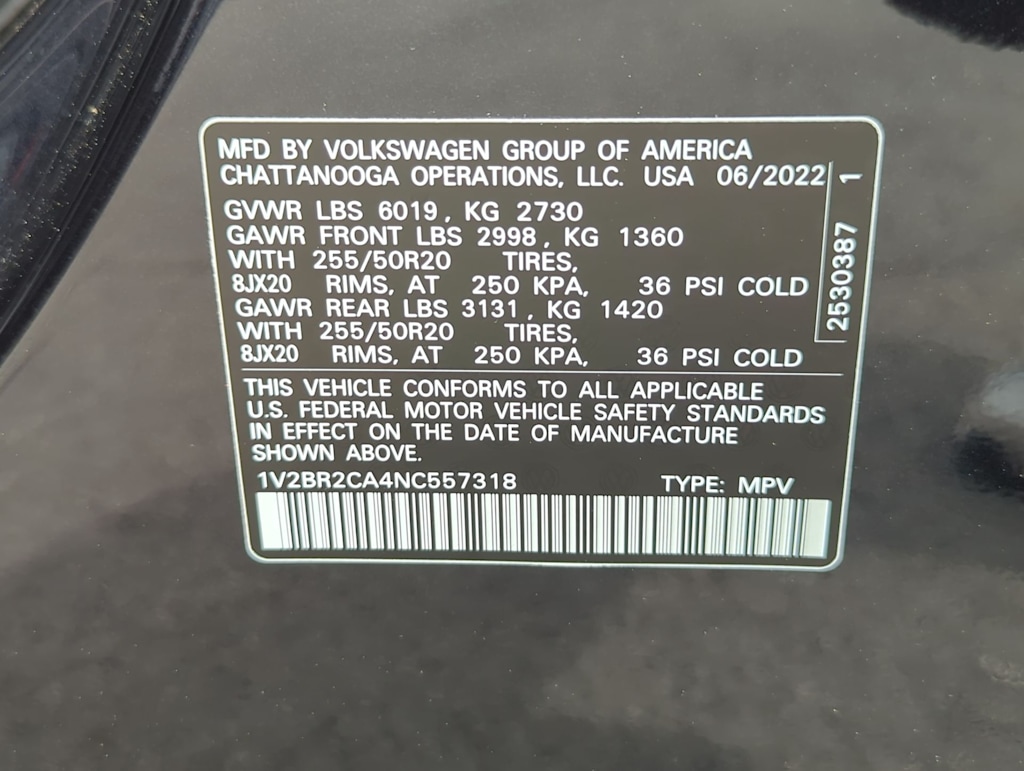 MFD BY VOLKSWAGEN GROUP OF AMERICA
CHATTANOOGA OPERATIONS, LLC. USA 06/2022
GVWR LBS 6019, KG 2730
GAWR FRONT LBS 2998, KG 1360
WITH 255/50R20 TIRES,
8JX20 RIMS, AT 250 KPA, 36 PSI COLD
GAWR REAR LBS 3131, KG 1420
WITH 255/50R20 TIRES,
8JX20 RIMS, AT 250 KPA, 36 PSI COLD
2530387 1
THIS VEHICLE CONFORMS TO ALL APPLICABLE
U.S. FEDERAL MOTOR VEHICLE SAFETY STANDARDS
IN EFFECT ON THE DATE OF MANUFACTURE
SHOWN ABOVE.
1V2BR2CA4NC557318 TYPE: MPV